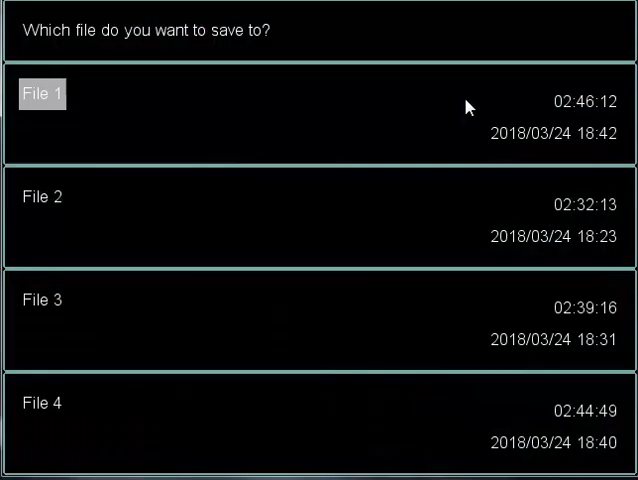 Which file do you want to save to?
File 1
02:46:12
2018/03/24 18:42
File 2
02:32:13
2018/03/24 18:23
File 3
02:39:16
2018/03/24 18:31
File 4
02:44:49
2018/03/24 18:40